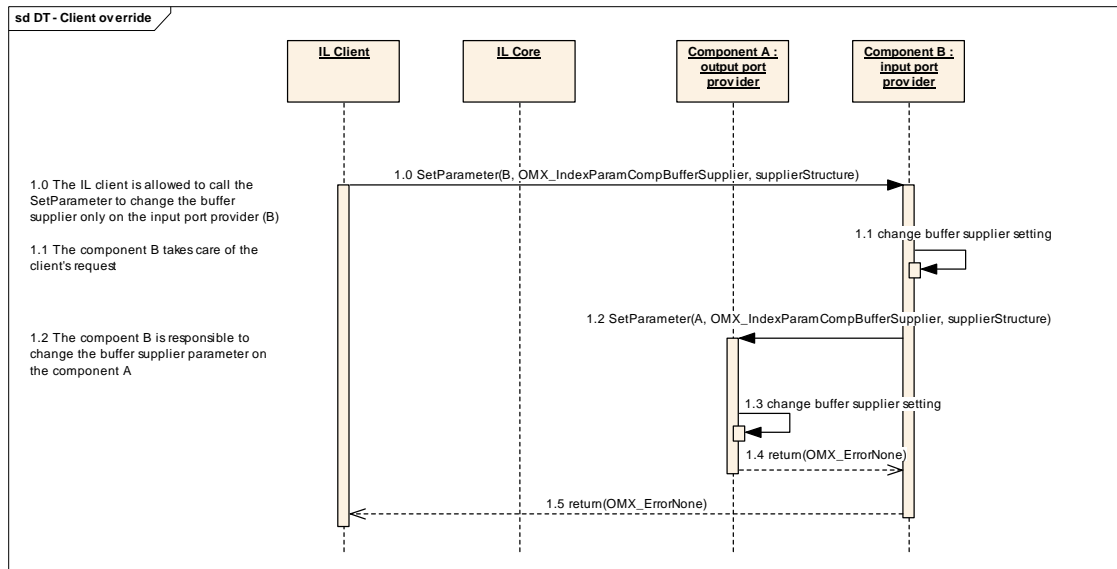 sd DT - Client override
IL Client
IL Core
Component A :
output port
provider
Component B :
input port
provider
1.0 The IL client is allowed to call the
SetParameter to change the buffer
supplier only on the input port provider (B)
1.0 SetParameter(B, OMX_IndexParamCompBufferSupplier, supplierStructure)
1.1 The component B takes care of the
client's request
1.1 change buffer supplier setting
1.2 The compoent B is responsible to
change the buffer supplier parameter on
the component A
1.2 SetParameter(A, OMX_IndexParamCompBufferSupplier, supplierStructure)
1.3 change buffer supplier setting
1.4 return(OMX_ErrorNone)
1.5 return(OMX_ErrorNone)